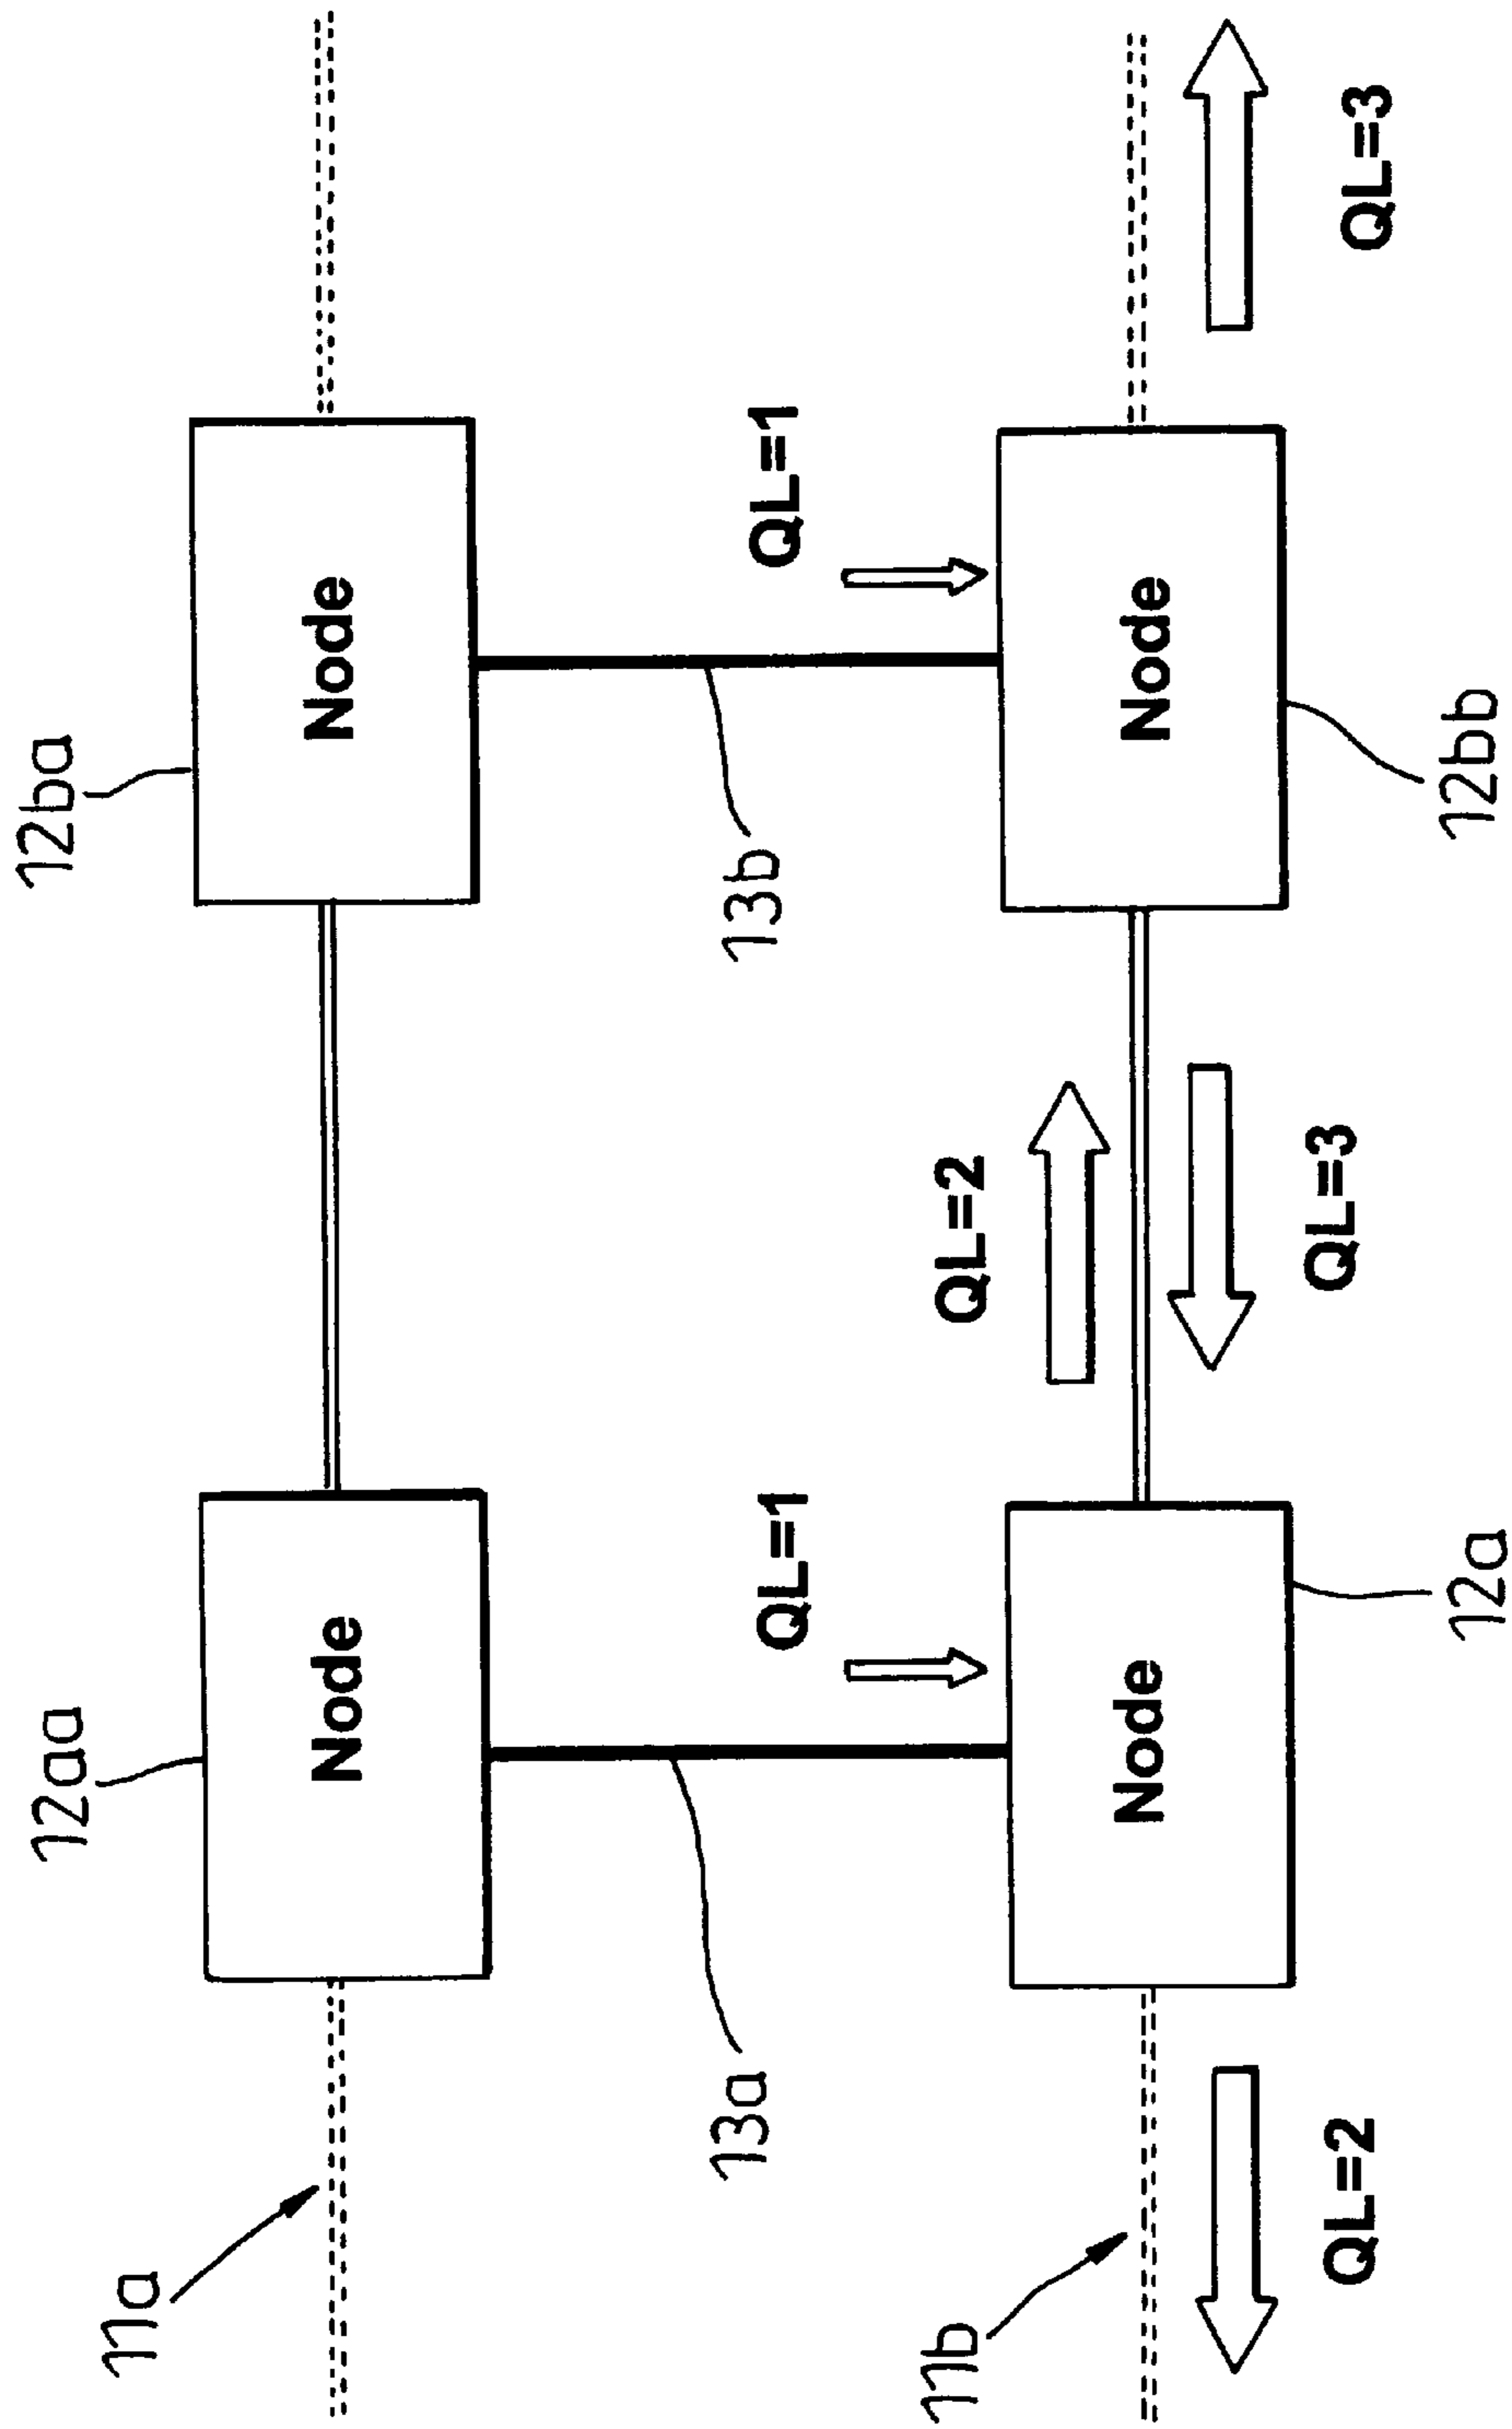 12aa
12ba
11a
Node
Node
13a
QL=1
13b
QL=1
11b
QL=2
Node
Node
QL=2
QL=3
QL=3
12a
12bb